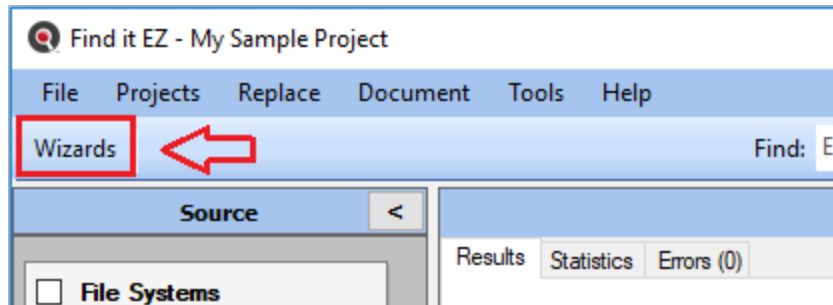 Find it EZ - My Sample Project
File Projects Replace Document Tools Help
Wizards Find: E
Source <
Results Statistics Errors (0)
File Systems